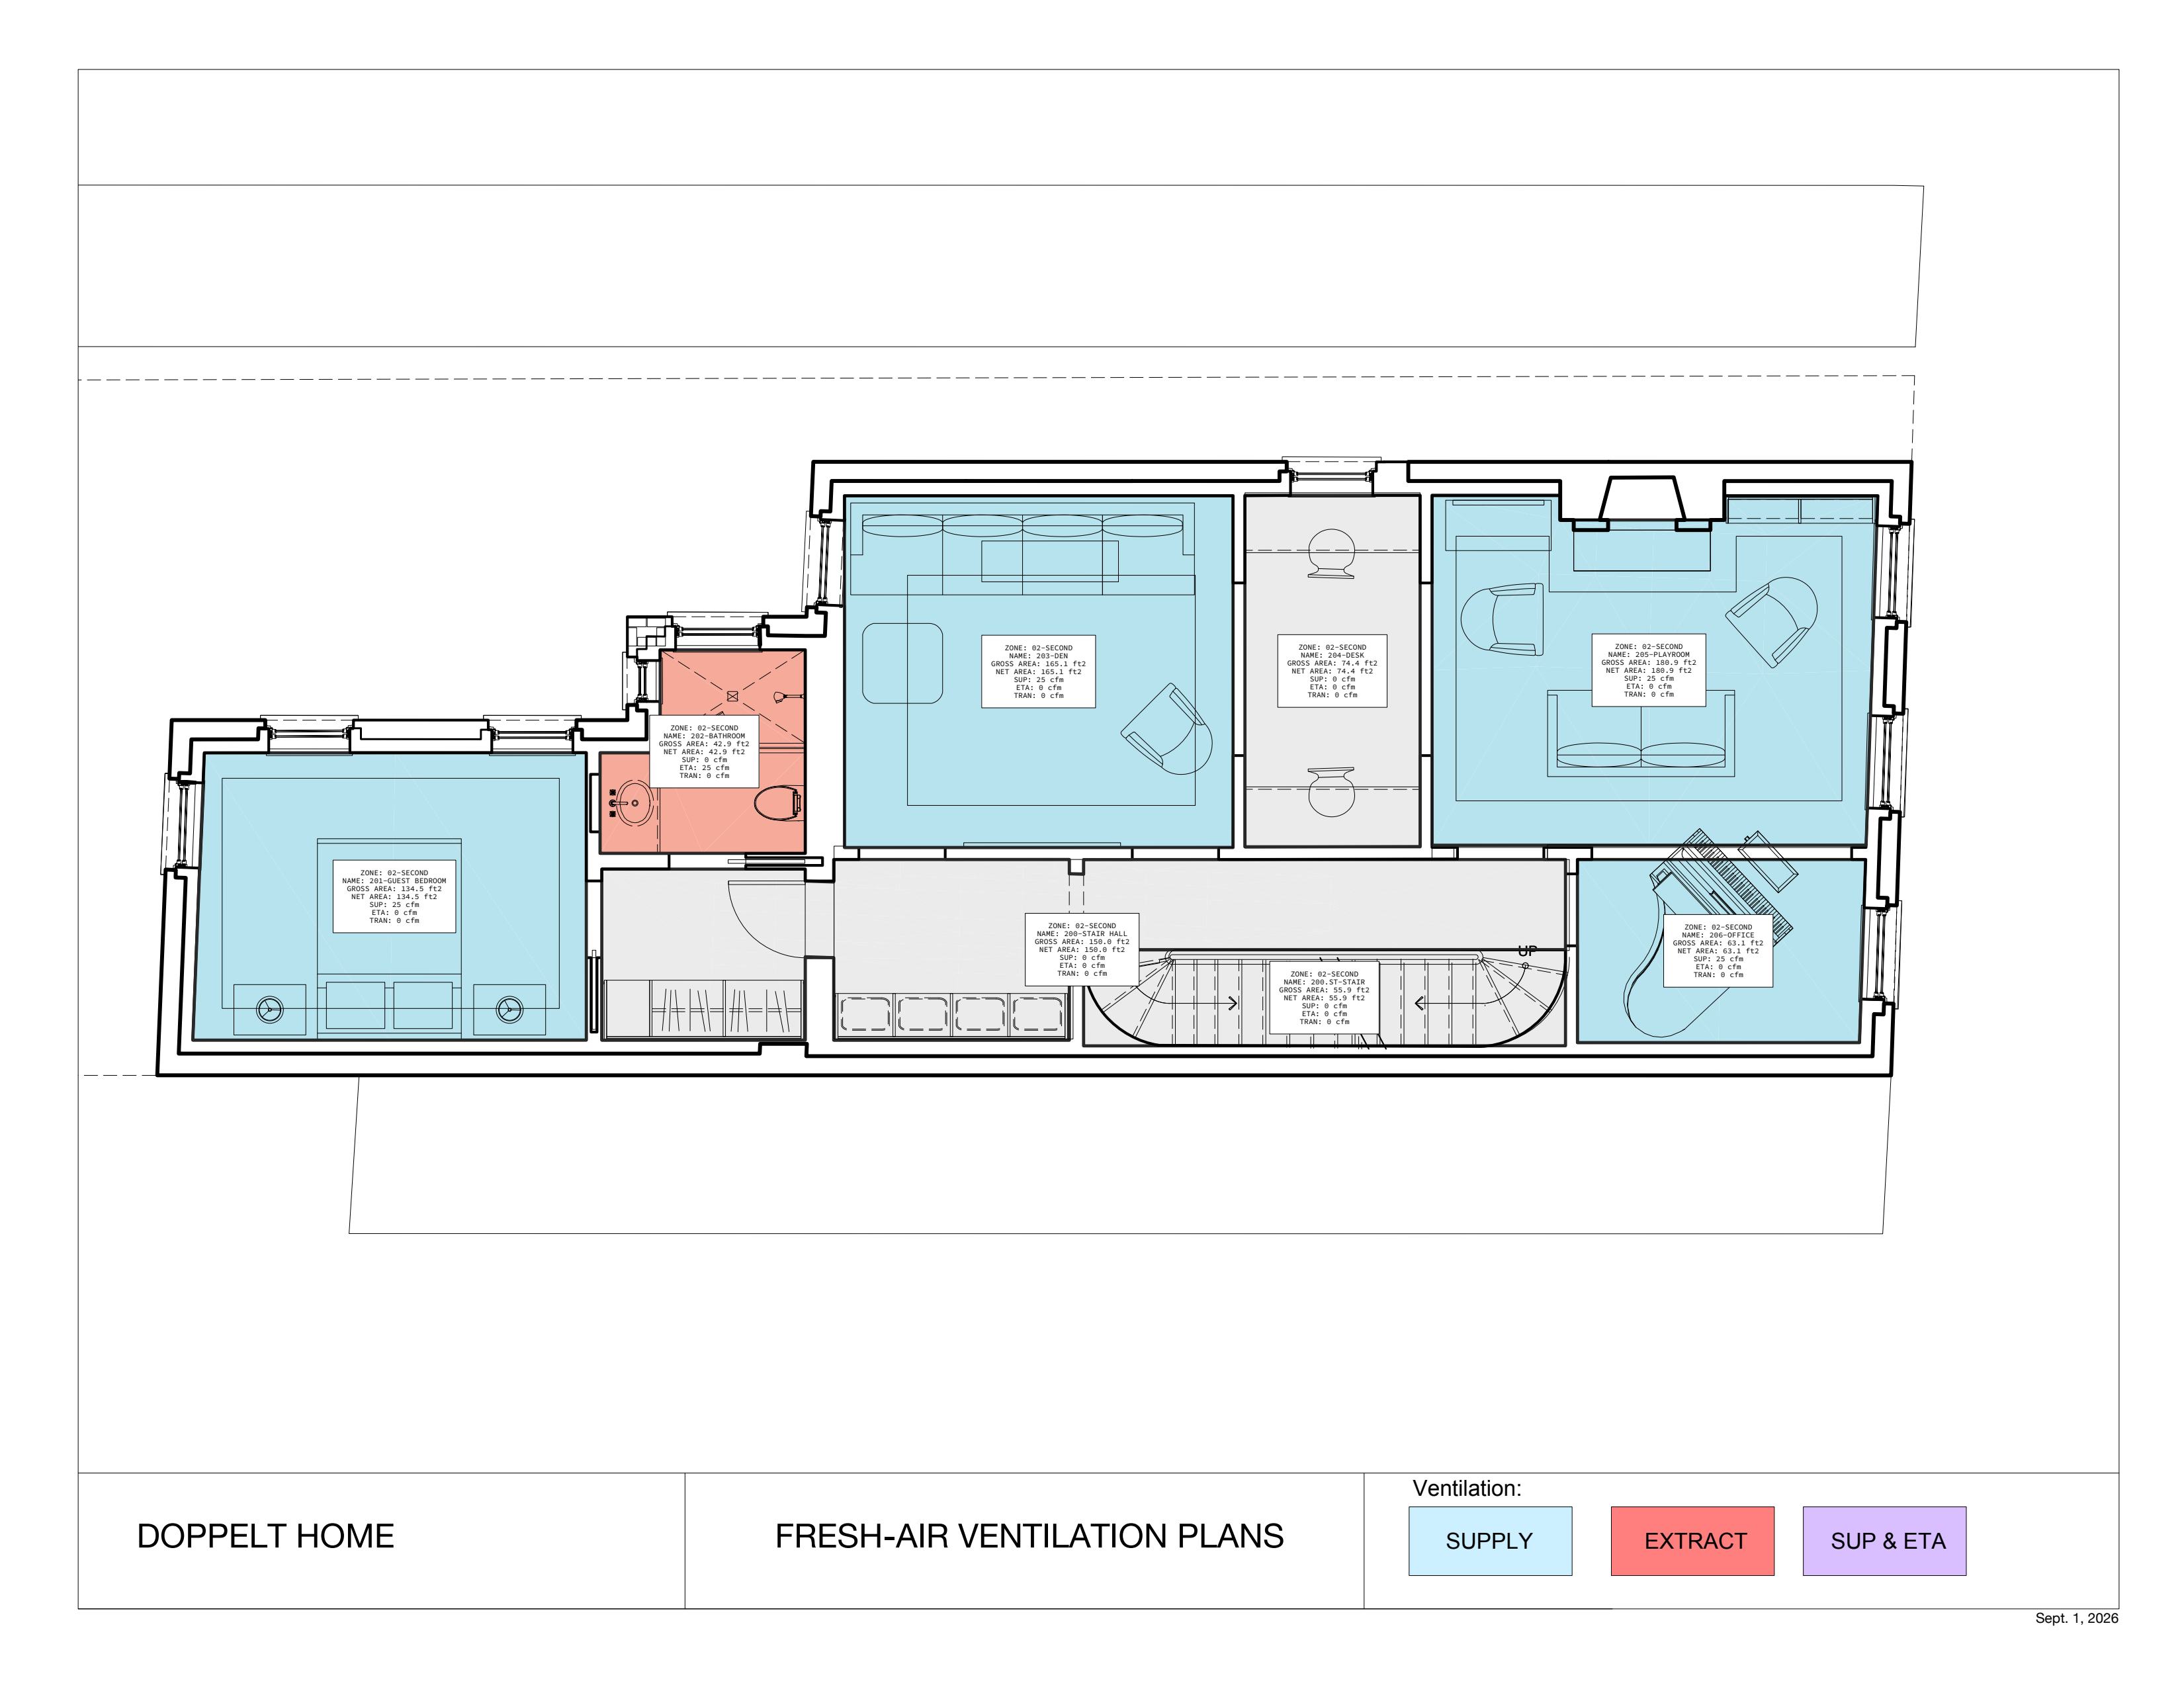 ZONE: 02-SECOND
NAME: 203-DEN
GROSS AREA: 165.1 ft2
NET AREA: 165.1 ft2
SUP: 25 cfm
ETA: 0 cfm
TRAN: 0 cfm
ZONE: 02-SECOND
NAME: 204-DESK
GROSS AREA: 74.4 ft2
NET AREA: 74.4 ft2
SUP: 0 cfm
ETA: 0 cfm
TRAN: 0 cfm
ZONE: 02-SECOND
NAME: 205-PLAYROOM
GROSS AREA: 180.9 ft2
NET AREA: 180.9 ft2
SUP: 25 cfm
ETA: 0 cfm
TRAN: 0 cfm
ZONE: 02-SECOND
NAME: 202-BATHROOM
GROSS AREA: 42.9 ft2
NET AREA: 42.9 ft2
SUP: 0 cfm
ETA: 25 cfm
TRAN: 0 cfm
ZONE: 02-SECOND
NAME: 201-GUEST BEDROOM
GROSS AREA: 134.5 ft2
NET AREA: 134.5 ft2
SUP: 25 cfm
ETA: 0 cfm
TRAN: 0 cfm
ZONE: 02-SECOND
NAME: 200-STAIR HALL
GROSS AREA: 150.0 ft2
NET AREA: 150.0 ft2
SUP: 0 cfm
ETA: 0 cfm
TRAN: 0 cfm
UP
ZONE: 02-SECOND
NAME: 200.ST-STAIR
GROSS AREA: 55.9 ft2
NET AREA: 55.9 ft2
SUP: 0 cfm
ETA: 0 cfm
TRAN: 0 cfm
ZONE: 02-SECOND
NAME: 206-OFFICE
GROSS AREA: 63.1 ft2
NET AREA: 63.1 ft2
SUP: 25 cfm
ETA: 0 cfm
TRAN: 0 cfm
DOPPELT HOME
FRESH-AIR VENTILATION PLANS
Ventilation:
SUPPLY
EXTRACT
SUP & ETA
Sept. 1, 2026